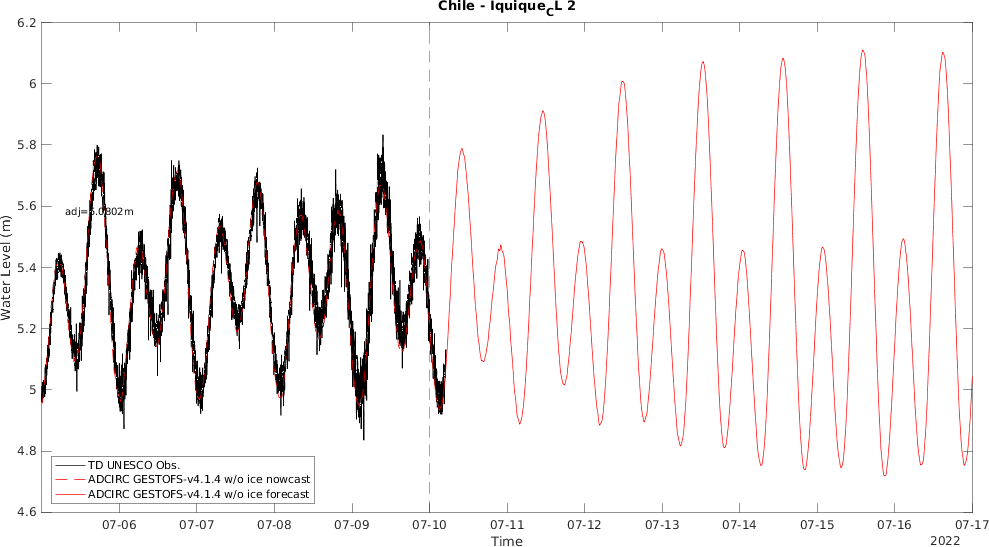 Chile - Iquique_CL 2
6.2
6
5.8
5.6
5.4
5.2
5
4.8
4.6
Water Level (m)
adj=5.0802m
TD UNESCO Obs.
ADCIRC GESTOFS-v4.1.4 w/o ice nowcast
ADCIRC GESTOFS-v4.1.4 w/o ice forecast
07-06 07-07 07-08 07-09 07-10 07-11 07-12 07-13 07-14 07-15 07-16 07-17
Time
2022